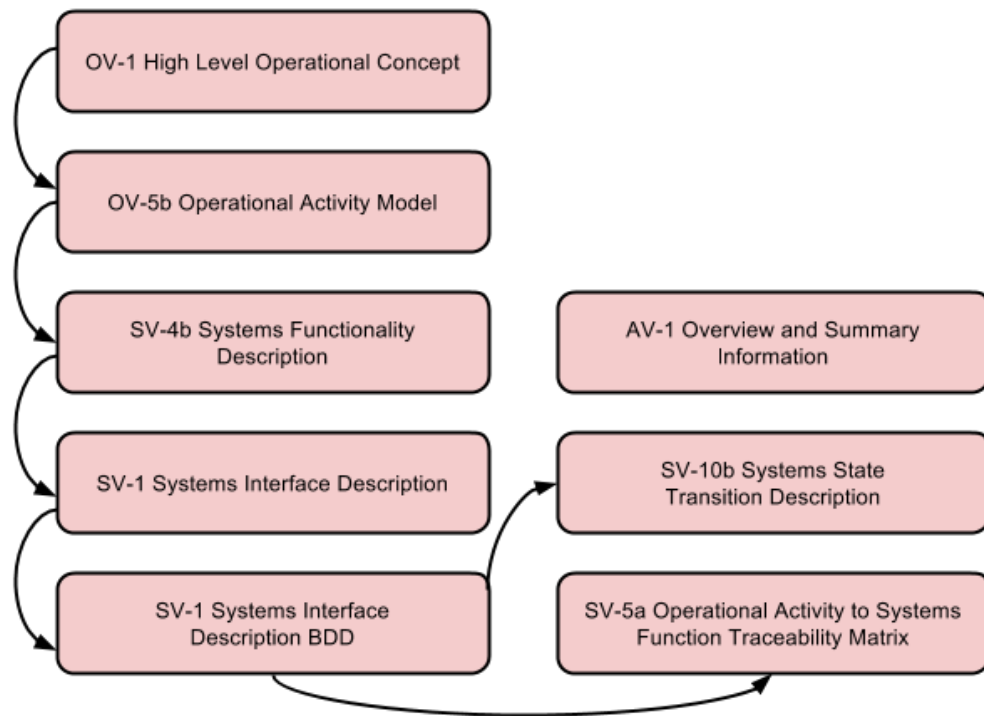 OV-1 High Level Operational Concept
OV-5b Operational Activity Model
SV-4b Systems Functionality
Description
SV-1 Systems Interface Description
SV-1 Systems Interface
Description BDD
AV-1 Overview and Summary
Information
SV-10b Systems State
Transition Description
SV-5a Operational Activity to Systems
Function Traceability Matrix